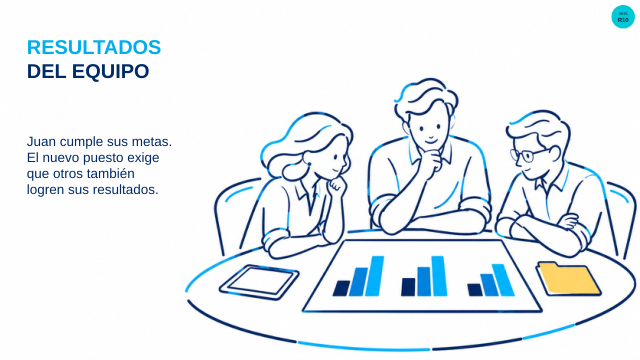 RESULTADOS
DEL EQUIPO
Juan cumple sus metas.
El nuevo puesto exige
que otros también
logren sus resultados.
R10